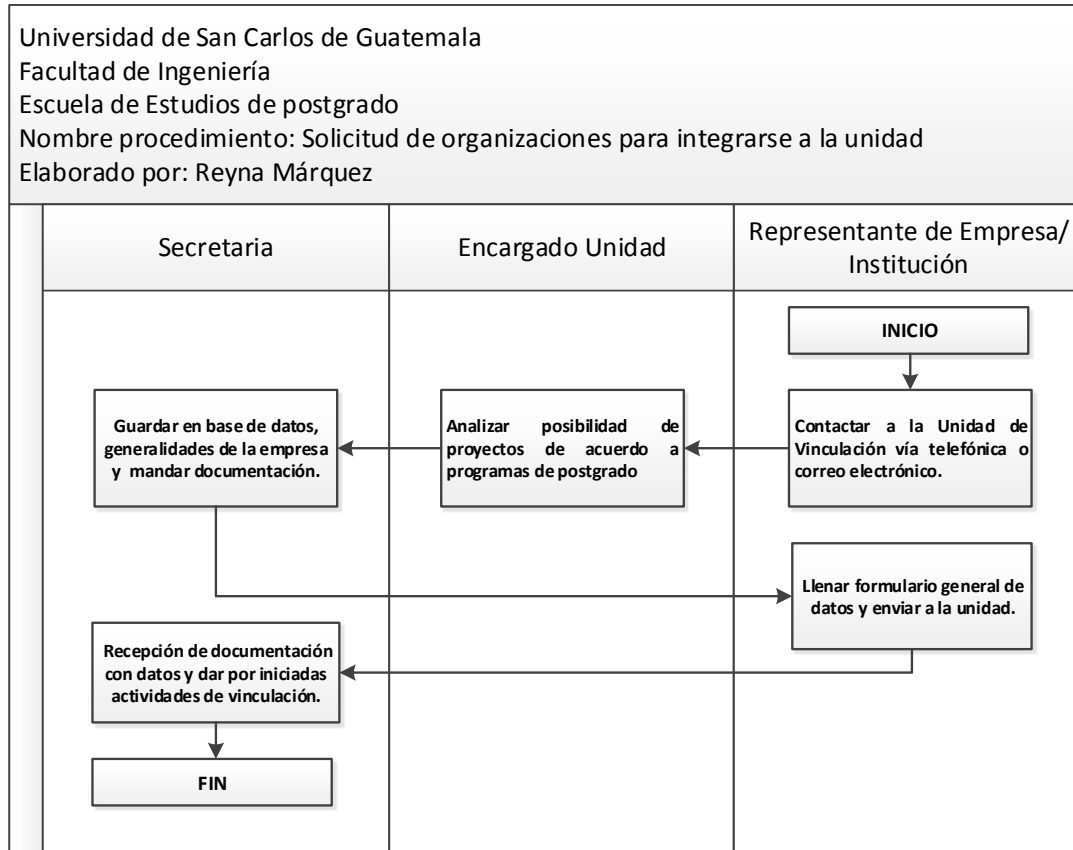 Universidad de San Carlos de Guatemala
Facultad de Ingeniería
Escuela de Estudios de postgrado
Nombre procedimiento: Solicitud de organizaciones para integrarse a la unidad
Elaborado por: Reyna Márquez
Secretaria
Encargado Unidad
Representante de Empresa/
Institución
INICIO
Contactar a la Unidad de
Vinculación vía telefónica o
correo electrónico.
Analizar posibilidad de
proyectos de acuerdo a
programas de postgrado
Guardar en base de datos,
generalidades de la empresa
y mandar documentación.
Llenar formulario general de
datos y enviar a la unidad.
Recepción de documentación
con datos y dar por iniciadas
actividades de vinculación.
FIN